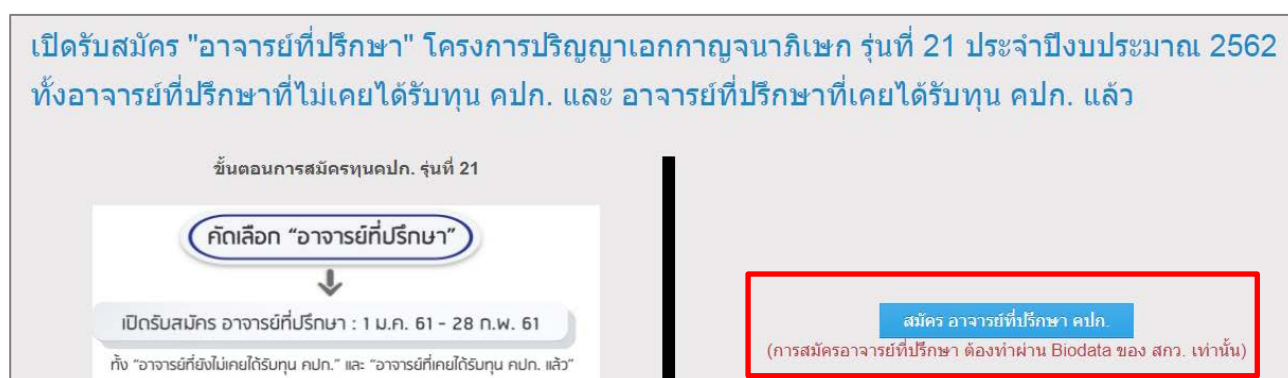 เปิดรับสมัคร "อาจารย์ที่ปรึกษา" โครงการปริญญาเอกกาญจนาภิเษก รุ่นที่ 21 ประจำปีงบประมาณ 2562
ทั้งอาจารย์ที่ปรึกษาที่ไม่เคยได้รับทุน คปก. และ อาจารย์ที่ปรึกษาที่เคยได้รับทุน คปก. แล้ว
ขั้นตอนการสมัครทุนคปก. รุ่นที่ 21
คัดเลือก “อาจารย์ที่ปรึกษา”
เปิดรับสมัคร อาจารย์ที่ปรึกษา : 1 ม.ค. 61 - 28 ก.พ. 61
ทั้ง “อาจารย์ที่ยังไม่เคยได้รับทุน คปก.” และ “อาจารย์ที่เคยได้รับทุน คปก. แล้ว”
สมัคร อาจารย์ที่ปรึกษา คปก.
(การสมัครอาจารย์ที่ปรึกษา ต้องทำผ่าน Biodata ของ สกว. เท่านั้น)